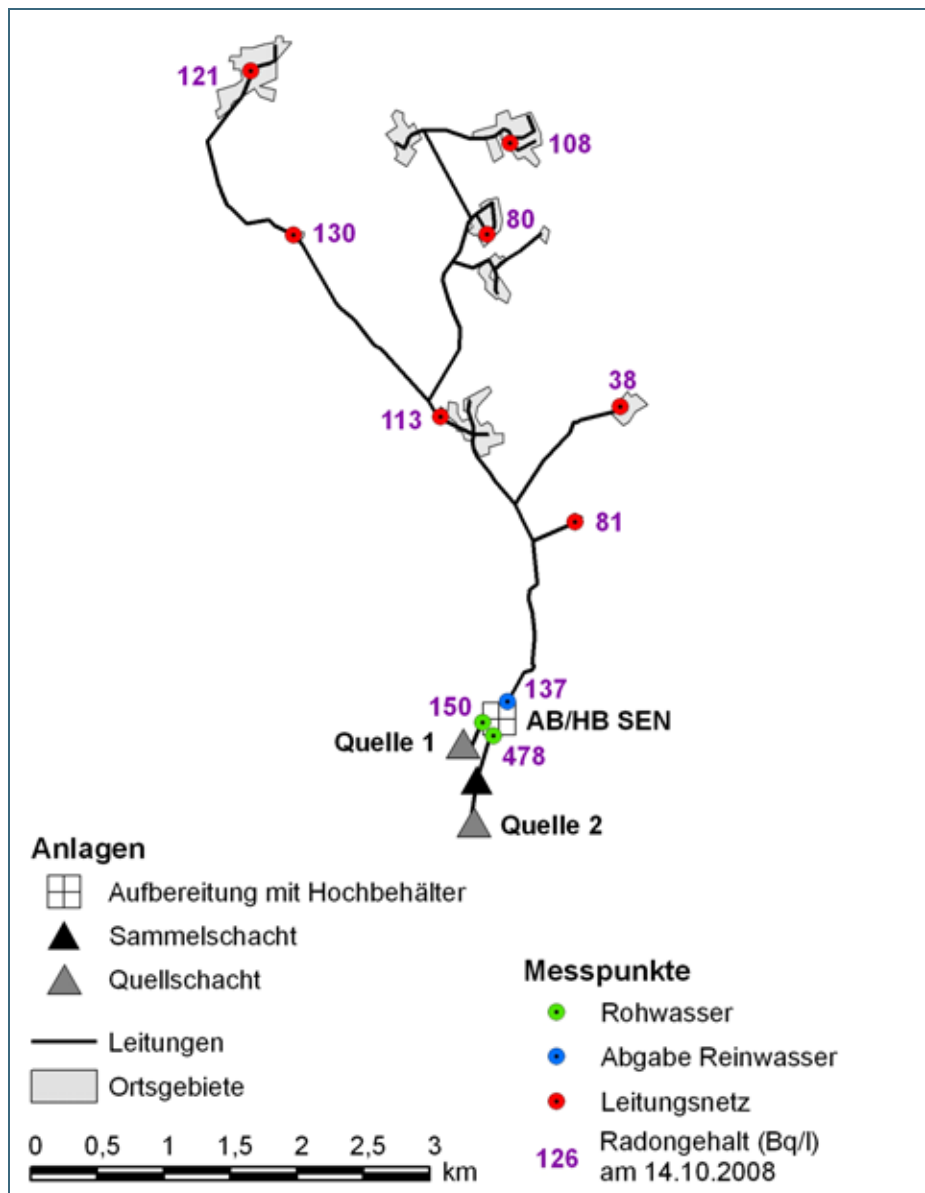 121
108
80
130
38
113
81
137
150
AB/HB SEN
Quelle 1
478
Quelle 2
Anlagen
Aufbereitung mit Hochbehälter
Sammelschacht
Quellschacht
Leitungen
Ortsgebiete
0 0,5 1 1,5 2 3
km
Messpunkte
Rohwasser
Abgabe Reinwasser
Leitungsnetz
126 Radongehalt (Bq/l)
am 14.10.2008